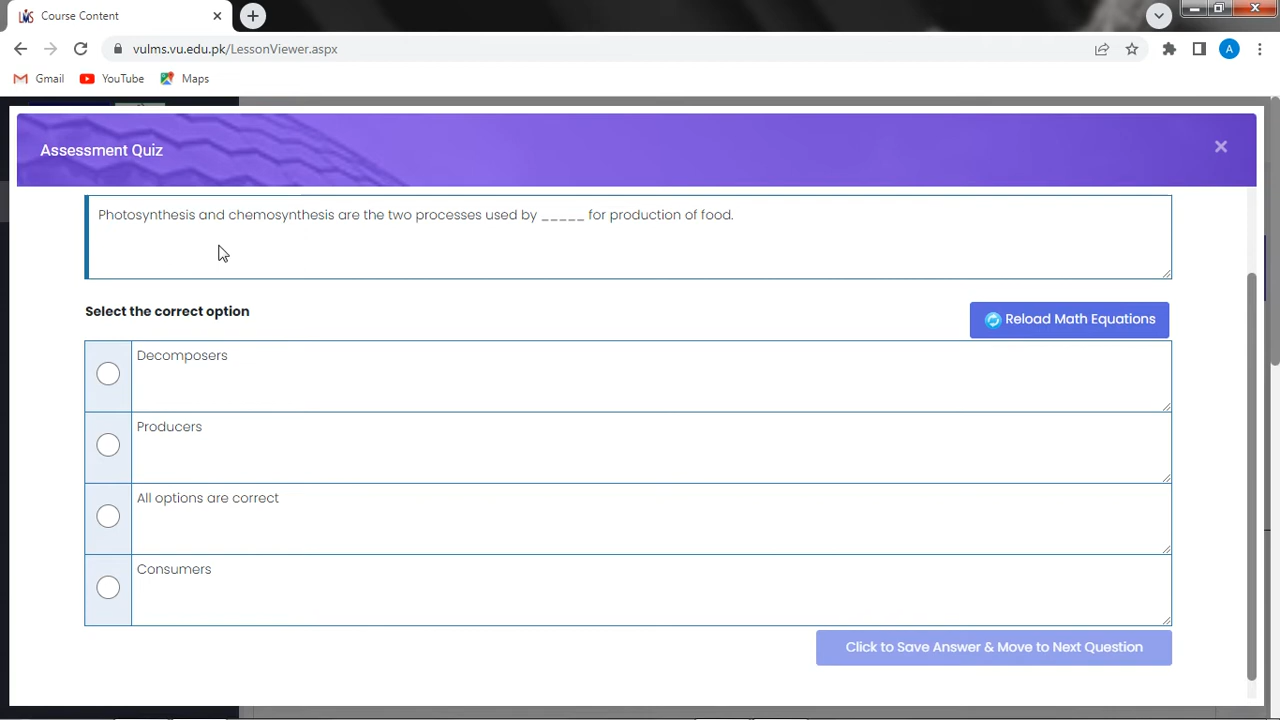 Course Content
vulms.vu.edu.pk/LessonViewer.aspx
A
Gmail
YouTube
Maps
Assessment Quiz
Photosynthesis and chemosynthesis are the two processes used by _____ for production of food.
Select the correct option
Reload Math Equations
Decomposers
Producers
All options are correct
Consumers
Click to Save Answer & Move to Next Question